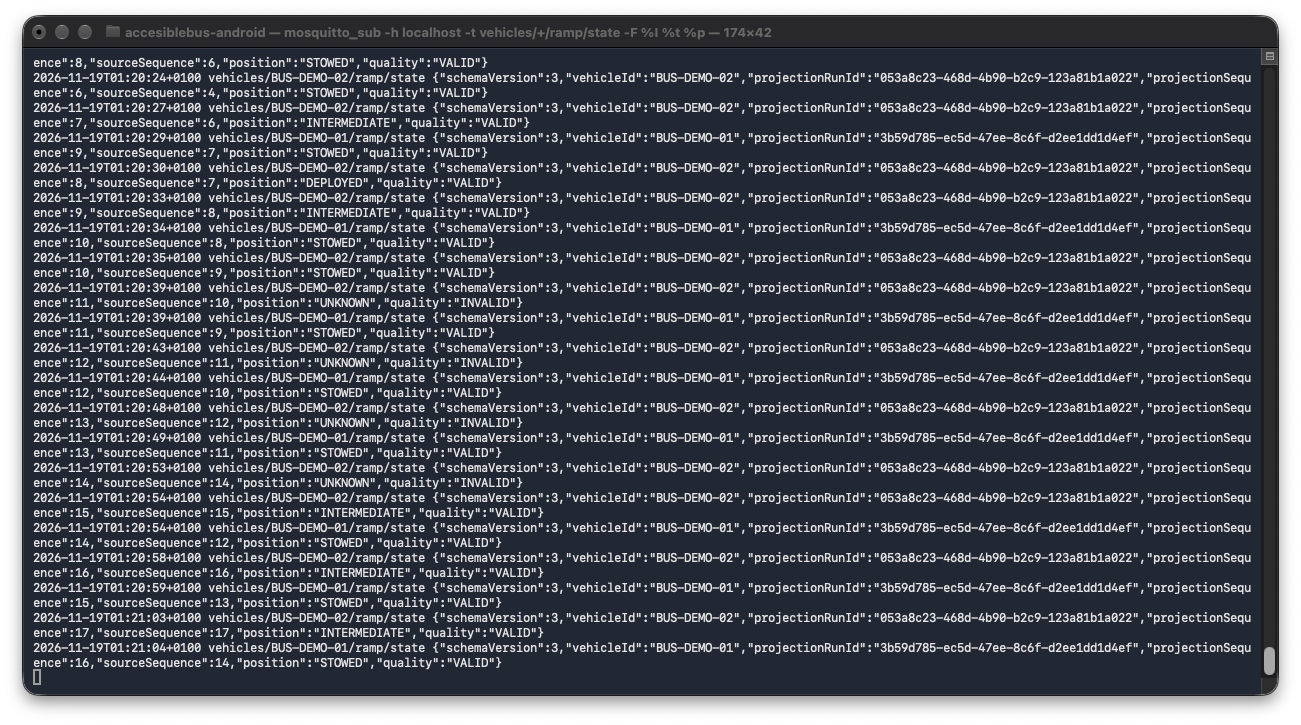 accesiblebus-android — mosquitto_sub -h localhost -t vehicles/+/ramp/state -F %I %t %p — 174×42
ence":8,"sourceSequence":6,"position":"STOWED","quality":"VALID"}
2026-11-19T01:20:24+0100 vehicles/BUS-DEMO-02/ramp/state {"schemaVersion":3,"vehicleId":"BUS-DEMO-02","projectionRunId":"053a8c23-468d-4b90-b2c9-123a81b1a022","projectionSequ
ence":6,"sourceSequence":4,"position":"STOWED","quality":"VALID"}
2026-11-19T01:20:27+0100 vehicles/BUS-DEMO-02/ramp/state {"schemaVersion":3,"vehicleId":"BUS-DEMO-02","projectionRunId":"053a8c23-468d-4b90-b2c9-123a81b1a022","projectionSequ
ence":7,"sourceSequence":6,"position":"INTERMEDIATE","quality":"VALID"}
2026-11-19T01:20:29+0100 vehicles/BUS-DEMO-01/ramp/state {"schemaVersion":3,"vehicleId":"BUS-DEMO-01","projectionRunId":"3b59d785-ec5d-47ee-8c6f-d2ee1dd1d4ef","projectionSequ
ence":9,"sourceSequence":7,"position":"STOWED","quality":"VALID"}
2026-11-19T01:20:30+0100 vehicles/BUS-DEMO-02/ramp/state {"schemaVersion":3,"vehicleId":"BUS-DEMO-02","projectionRunId":"053a8c23-468d-4b90-b2c9-123a81b1a022","projectionSequ
ence":8,"sourceSequence":7,"position":"DEPLOYED","quality":"VALID"}
2026-11-19T01:20:33+0100 vehicles/BUS-DEMO-02/ramp/state {"schemaVersion":3,"vehicleId":"BUS-DEMO-02","projectionRunId":"053a8c23-468d-4b90-b2c9-123a81b1a022","projectionSequ
ence":9,"sourceSequence":8,"position":"INTERMEDIATE","quality":"VALID"}
2026-11-19T01:20:34+0100 vehicles/BUS-DEMO-01/ramp/state {"schemaVersion":3,"vehicleId":"BUS-DEMO-01","projectionRunId":"3b59d785-ec5d-47ee-8c6f-d2ee1dd1d4ef","projectionSequ
ence":10,"sourceSequence":8,"position":"STOWED","quality":"VALID"}
2026-11-19T01:20:35+0100 vehicles/BUS-DEMO-02/ramp/state {"schemaVersion":3,"vehicleId":"BUS-DEMO-02","projectionRunId":"053a8c23-468d-4b90-b2c9-123a81b1a022","projectionSequ
ence":10,"sourceSequence":9,"position":"STOWED","quality":"VALID"}
2026-11-19T01:20:39+0100 vehicles/BUS-DEMO-02/ramp/state {"schemaVersion":3,"vehicleId":"BUS-DEMO-02","projectionRunId":"053a8c23-468d-4b90-b2c9-123a81b1a022","projectionSequ
ence":11,"sourceSequence":10,"position":"UNKNOWN","quality":"INVALID"}
2026-11-19T01:20:39+0100 vehicles/BUS-DEMO-01/ramp/state {"schemaVersion":3,"vehicleId":"BUS-DEMO-01","projectionRunId":"3b59d785-ec5d-47ee-8c6f-d2ee1dd1d4ef","projectionSequ
ence":11,"sourceSequence":9,"position":"STOWED","quality":"VALID"}
2026-11-19T01:20:43+0100 vehicles/BUS-DEMO-02/ramp/state {"schemaVersion":3,"vehicleId":"BUS-DEMO-02","projectionRunId":"053a8c23-468d-4b90-b2c9-123a81b1a022","projectionSequ
ence":12,"sourceSequence":11,"position":"UNKNOWN","quality":"INVALID"}
2026-11-19T01:20:44+0100 vehicles/BUS-DEMO-01/ramp/state {"schemaVersion":3,"vehicleId":"BUS-DEMO-01","projectionRunId":"3b59d785-ec5d-47ee-8c6f-d2ee1dd1d4ef","projectionSequ
ence":12,"sourceSequence":10,"position":"STOWED","quality":"VALID"}
2026-11-19T01:20:48+0100 vehicles/BUS-DEMO-02/ramp/state {"schemaVersion":3,"vehicleId":"BUS-DEMO-02","projectionRunId":"053a8c23-468d-4b90-b2c9-123a81b1a022","projectionSequ
ence":13,"sourceSequence":12,"position":"UNKNOWN","quality":"INVALID"}
2026-11-19T01:20:49+0100 vehicles/BUS-DEMO-01/ramp/state {"schemaVersion":3,"vehicleId":"BUS-DEMO-01","projectionRunId":"3b59d785-ec5d-47ee-8c6f-d2ee1dd1d4ef","projectionSequ
ence":13,"sourceSequence":11,"position":"STOWED","quality":"VALID"}
2026-11-19T01:20:53+0100 vehicles/BUS-DEMO-02/ramp/state {"schemaVersion":3,"vehicleId":"BUS-DEMO-02","projectionRunId":"053a8c23-468d-4b90-b2c9-123a81b1a022","projectionSequ
ence":14,"sourceSequence":14,"position":"UNKNOWN","quality":"INVALID"}
2026-11-19T01:20:54+0100 vehicles/BUS-DEMO-02/ramp/state {"schemaVersion":3,"vehicleId":"BUS-DEMO-02","projectionRunId":"053a8c23-468d-4b90-b2c9-123a81b1a022","projectionSequ
ence":15,"sourceSequence":15,"position":"INTERMEDIATE","quality":"VALID"}
2026-11-19T01:20:54+0100 vehicles/BUS-DEMO-01/ramp/state {"schemaVersion":3,"vehicleId":"BUS-DEMO-01","projectionRunId":"3b59d785-ec5d-47ee-8c6f-d2ee1dd1d4ef","projectionSequ
ence":14,"sourceSequence":12,"position":"STOWED","quality":"VALID"}
2026-11-19T01:20:58+0100 vehicles/BUS-DEMO-02/ramp/state {"schemaVersion":3,"vehicleId":"BUS-DEMO-02","projectionRunId":"053a8c23-468d-4b90-b2c9-123a81b1a022","projectionSequ
ence":16,"sourceSequence":16,"position":"INTERMEDIATE","quality":"VALID"}
2026-11-19T01:20:59+0100 vehicles/BUS-DEMO-01/ramp/state {"schemaVersion":3,"vehicleId":"BUS-DEMO-01","projectionRunId":"3b59d785-ec5d-47ee-8c6f-d2ee1dd1d4ef","projectionSequ
ence":15,"sourceSequence":13,"position":"STOWED","quality":"VALID"}
2026-11-19T01:21:03+0100 vehicles/BUS-DEMO-02/ramp/state {"schemaVersion":3,"vehicleId":"BUS-DEMO-02","projectionRunId":"053a8c23-468d-4b90-b2c9-123a81b1a022","projectionSequ
ence":17,"sourceSequence":17,"position":"INTERMEDIATE","quality":"VALID"}
2026-11-19T01:21:04+0100 vehicles/BUS-DEMO-01/ramp/state {"schemaVersion":3,"vehicleId":"BUS-DEMO-01","projectionRunId":"3b59d785-ec5d-47ee-8c6f-d2ee1dd1d4ef","projectionSequ
ence":16,"sourceSequence":14,"position":"STOWED","quality":"VALID"}